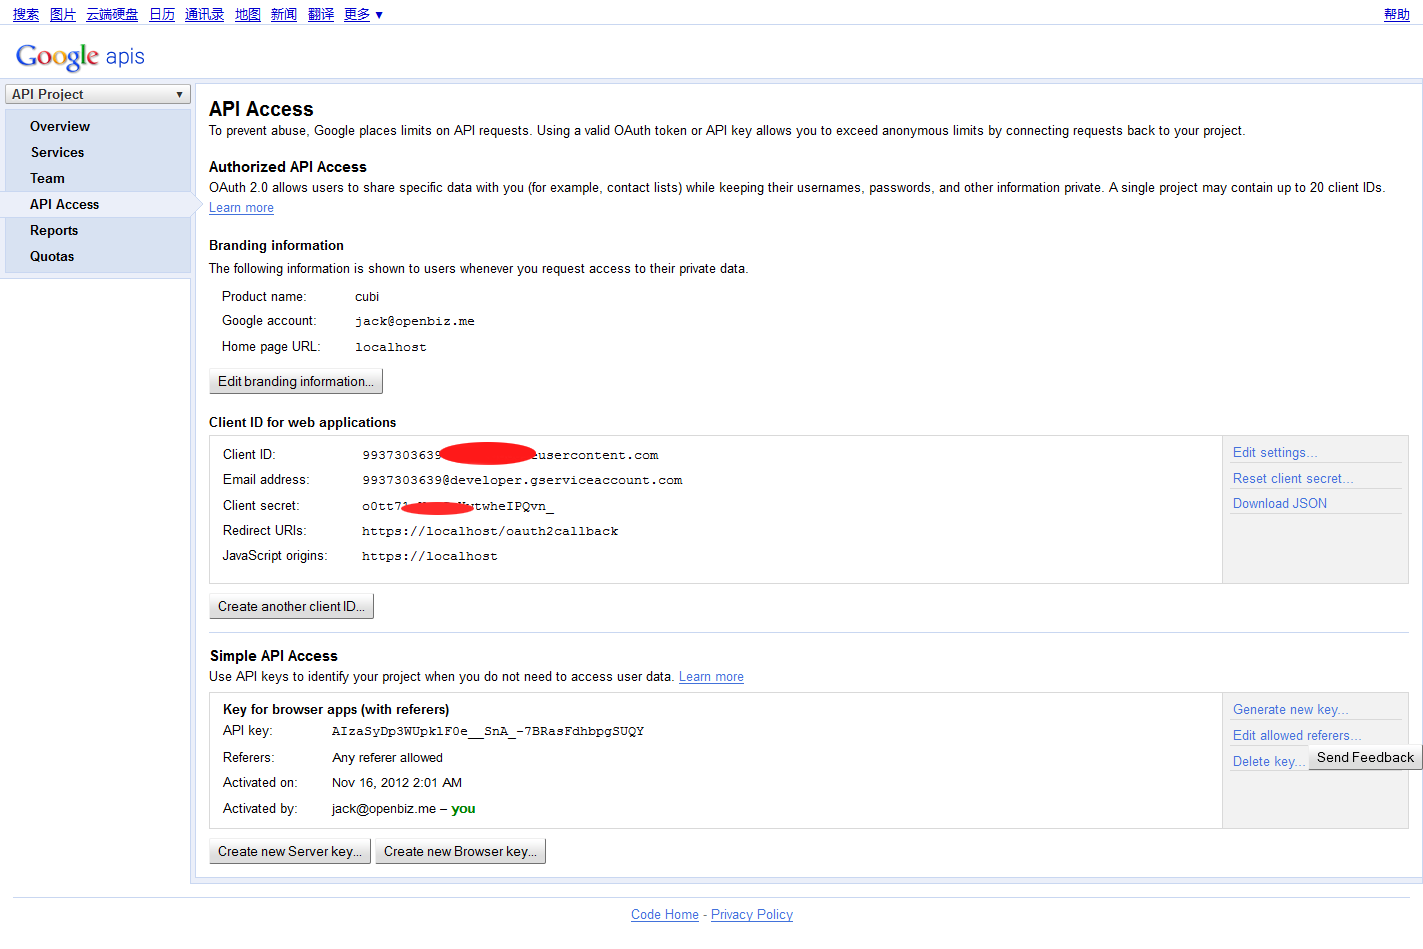 搜索 图片 云端硬盘 日历 通讯录 地图 新闻 翻译 更多 ▼ 帮助
Google apis
API Project ▼
Overview
Services
Team
API Access
Reports
Quotas
API Access
To prevent abuse, Google places limits on API requests. Using a valid OAuth token or API key allows you to exceed anonymous limits by connecting requests back to your project.
Authorized API Access
OAuth 2.0 allows users to share specific data with you (for example, contact lists) while keeping their usernames, passwords, and other information private. A single project may contain up to 20 client IDs.
Learn more
Branding information
The following information is shown to users whenever you request access to their private data.
Product name: cubi
Google account: jack@openbiz.me
Home page URL: localhost
Edit branding information...
Client ID for web applications
Client ID: 9937303639 eusercontent.com
Email address: 9937303639@developer.gserviceaccount.com
Client secret: o0tt7 twheIPQvn_
Redirect URIs: https://localhost/oauth2callback
JavaScript origins: https://localhost
Edit settings...
Reset client secret...
Download JSON
Create another client ID...
Simple API Access
Use API keys to identify your project when you do not need to access user data. Learn more
Key for browser apps (with referers)
API key: AIzaSyDp3WUpklF0e__SnA_-7BRasFdhbpgSUQY
Referers: Any referer allowed
Activated on: Nov 16, 2012 2:01 AM
Activated by: jack@openbiz.me – you
Generate new key...
Edit allowed referers...
Delete key...
Send Feedback
Create new Server key... Create new Browser key...
Code Home - Privacy Policy